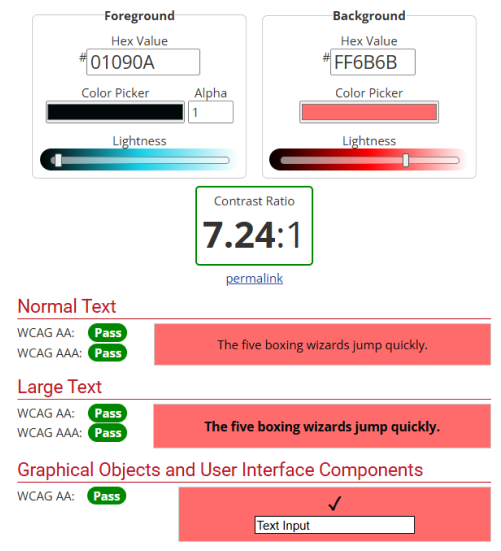 Foreground
Background
Hex Value
Hex Value
#01090A
#FF6B6B
Color Picker Alpha
Color Picker
1
Lightness
Lightness
Contrast Ratio
7.24:1
permalink
Normal Text
WCAG AA: Pass
WCAG AAA: Pass
The five boxing wizards jump quickly.
Large Text
WCAG AA: Pass
WCAG AAA: Pass
The five boxing wizards jump quickly.
Graphical Objects and User Interface Components
WCAG AA: Pass
✓
Text Input